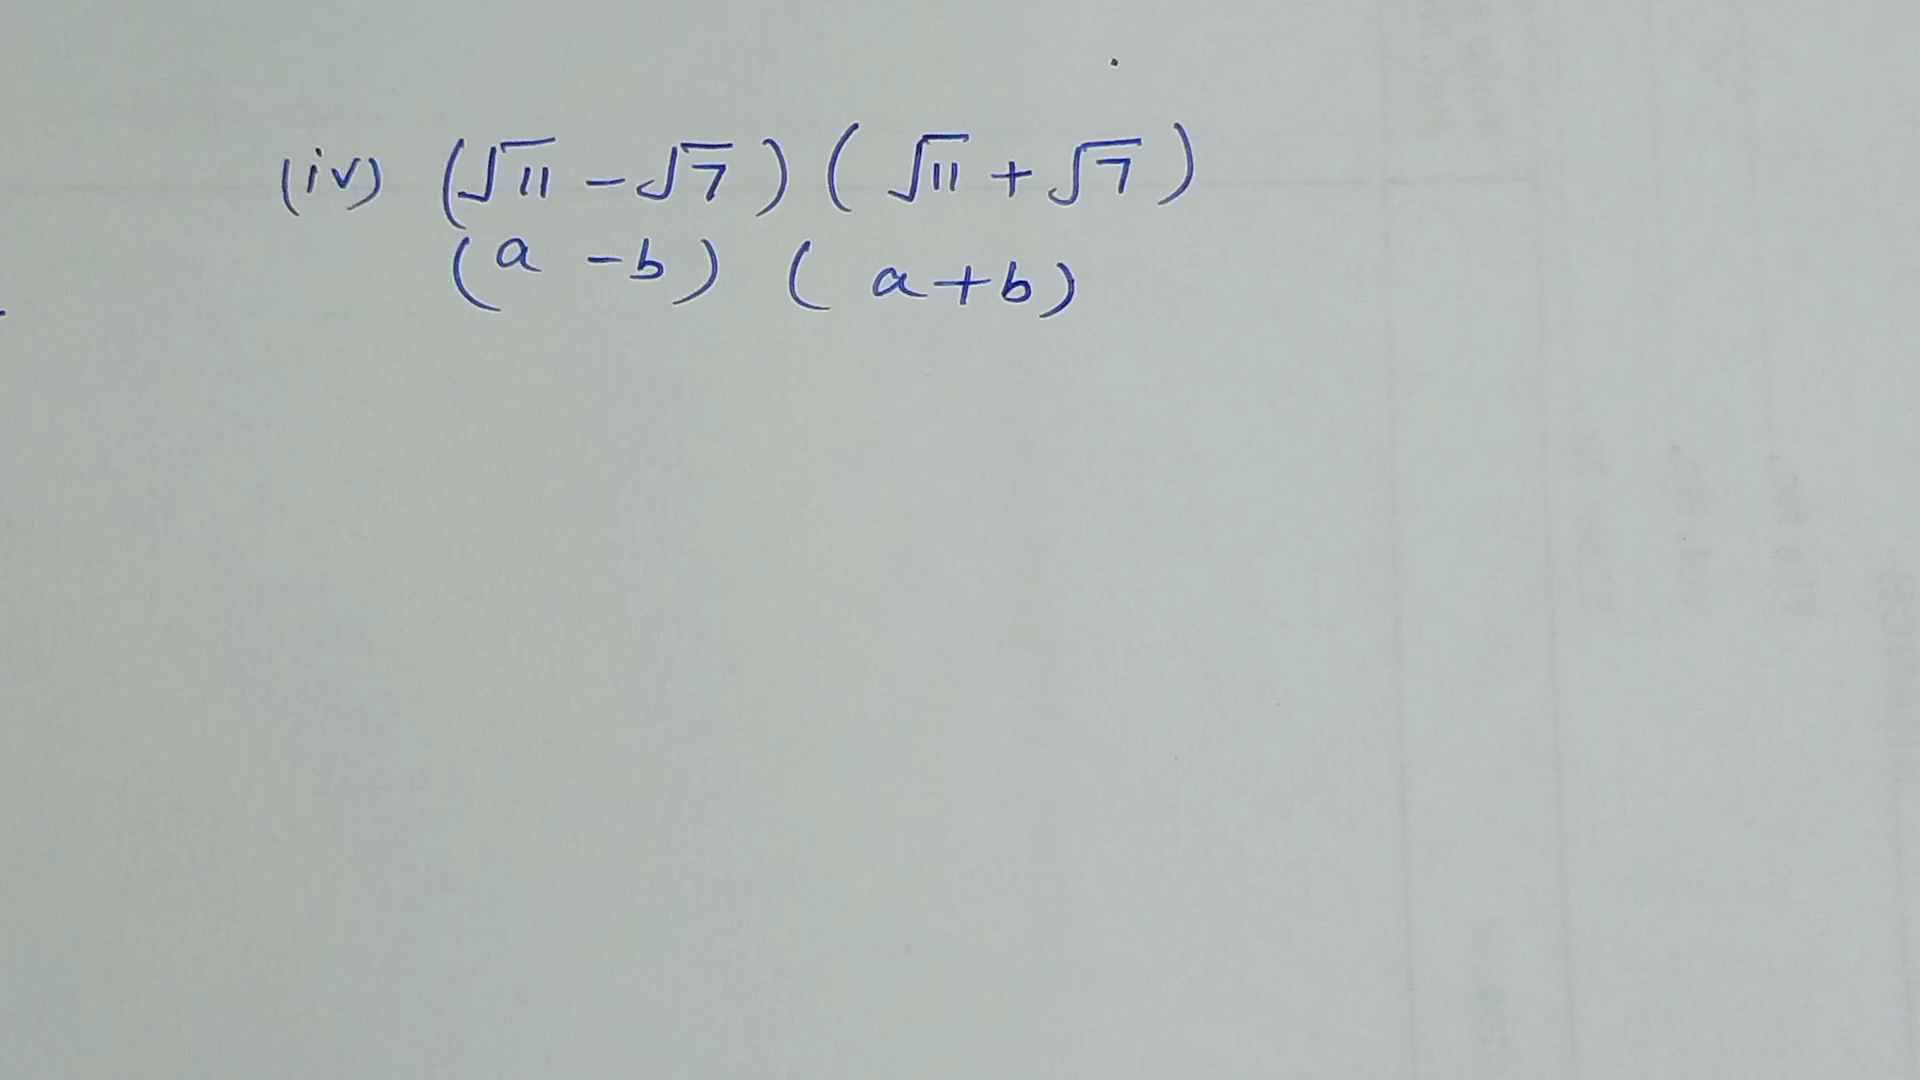 (iv) (√11 - √7) ( √11 + √7 )
(a - b) ( a + b )